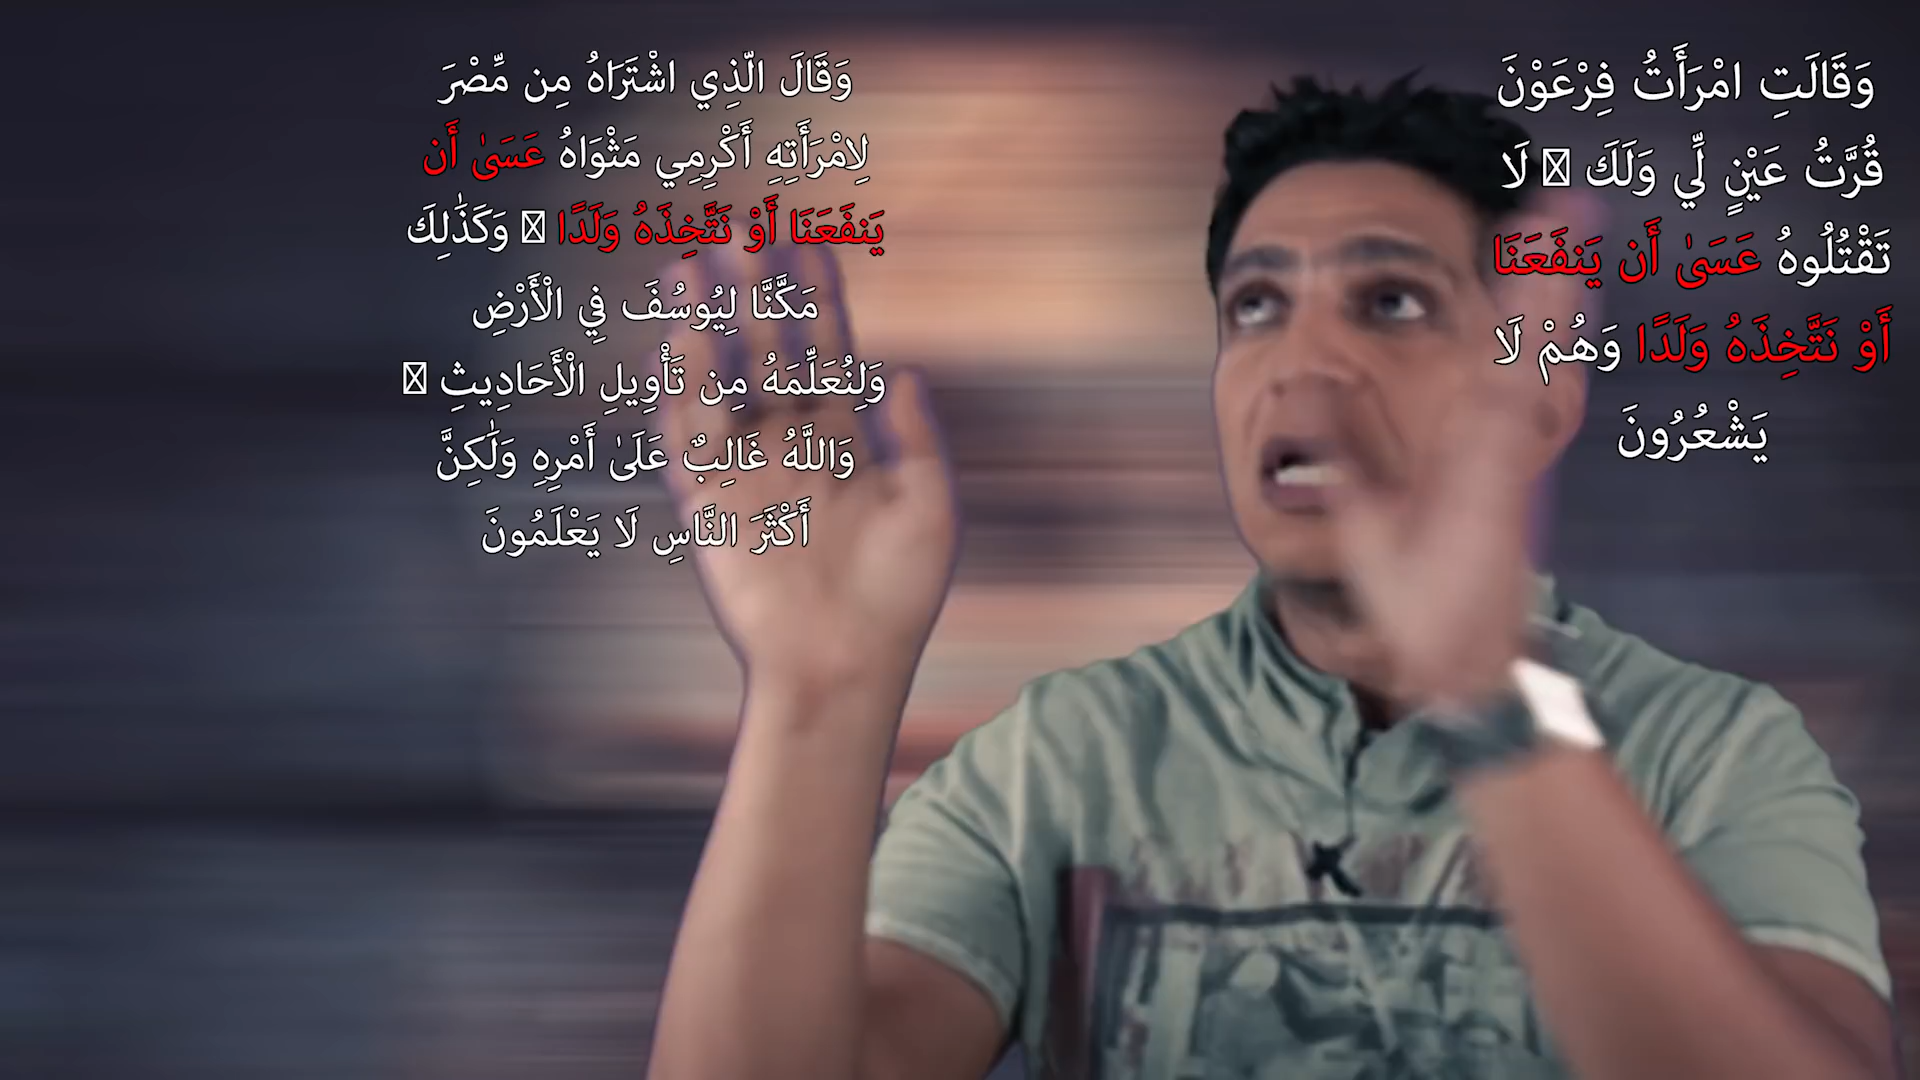 وَقَالَتِ امْرَأَتُ فِرْعَوْنَ
قُرَّتُ عَيْنٍ لِّي وَلَكَ لَا
تَقْتُلُوهُ عَسَىٰ أَن يَنفَعَنَا
أَوْ نَتَّخِذَهُ وَلَدًا وَهُمْ لَا
يَشْعُرُونَ
وَقَالَ الَّذِي اشْتَرَاهُ مِن مِّصْرَ
لِامْرَأَتِهِ أَكْرِمِي مَثْوَاهُ عَسَىٰ أَن
يَنفَعَنَا أَوْ نَتَّخِذَهُ وَلَدًا وَكَذَٰلِكَ
مَكَّنَّا لِيُوسُفَ فِي الْأَرْضِ
وَلِنُعَلِّمَهُ مِن تَأْوِيلِ الْأَحَادِيثِ
وَاللَّهُ غَالِبٌ عَلَىٰ أَمْرِهِ وَلَٰكِنَّ
أَكْثَرَ النَّاسِ لَا يَعْلَمُونَ